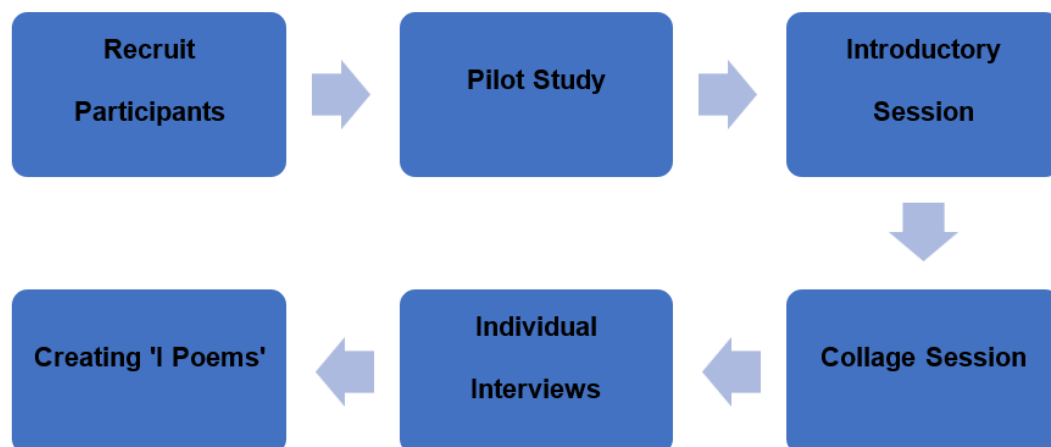 Recruit
Participants
Pilot Study
Introductory
Session
Collage Session
Individual
Interviews
Creating 'I Poems'